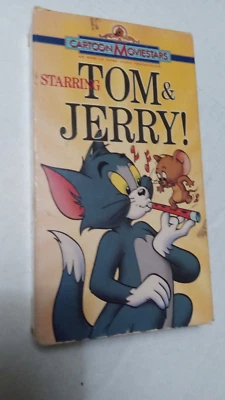 CARTOON MOVIESTARS
STARRING
TOM &
JERRY!